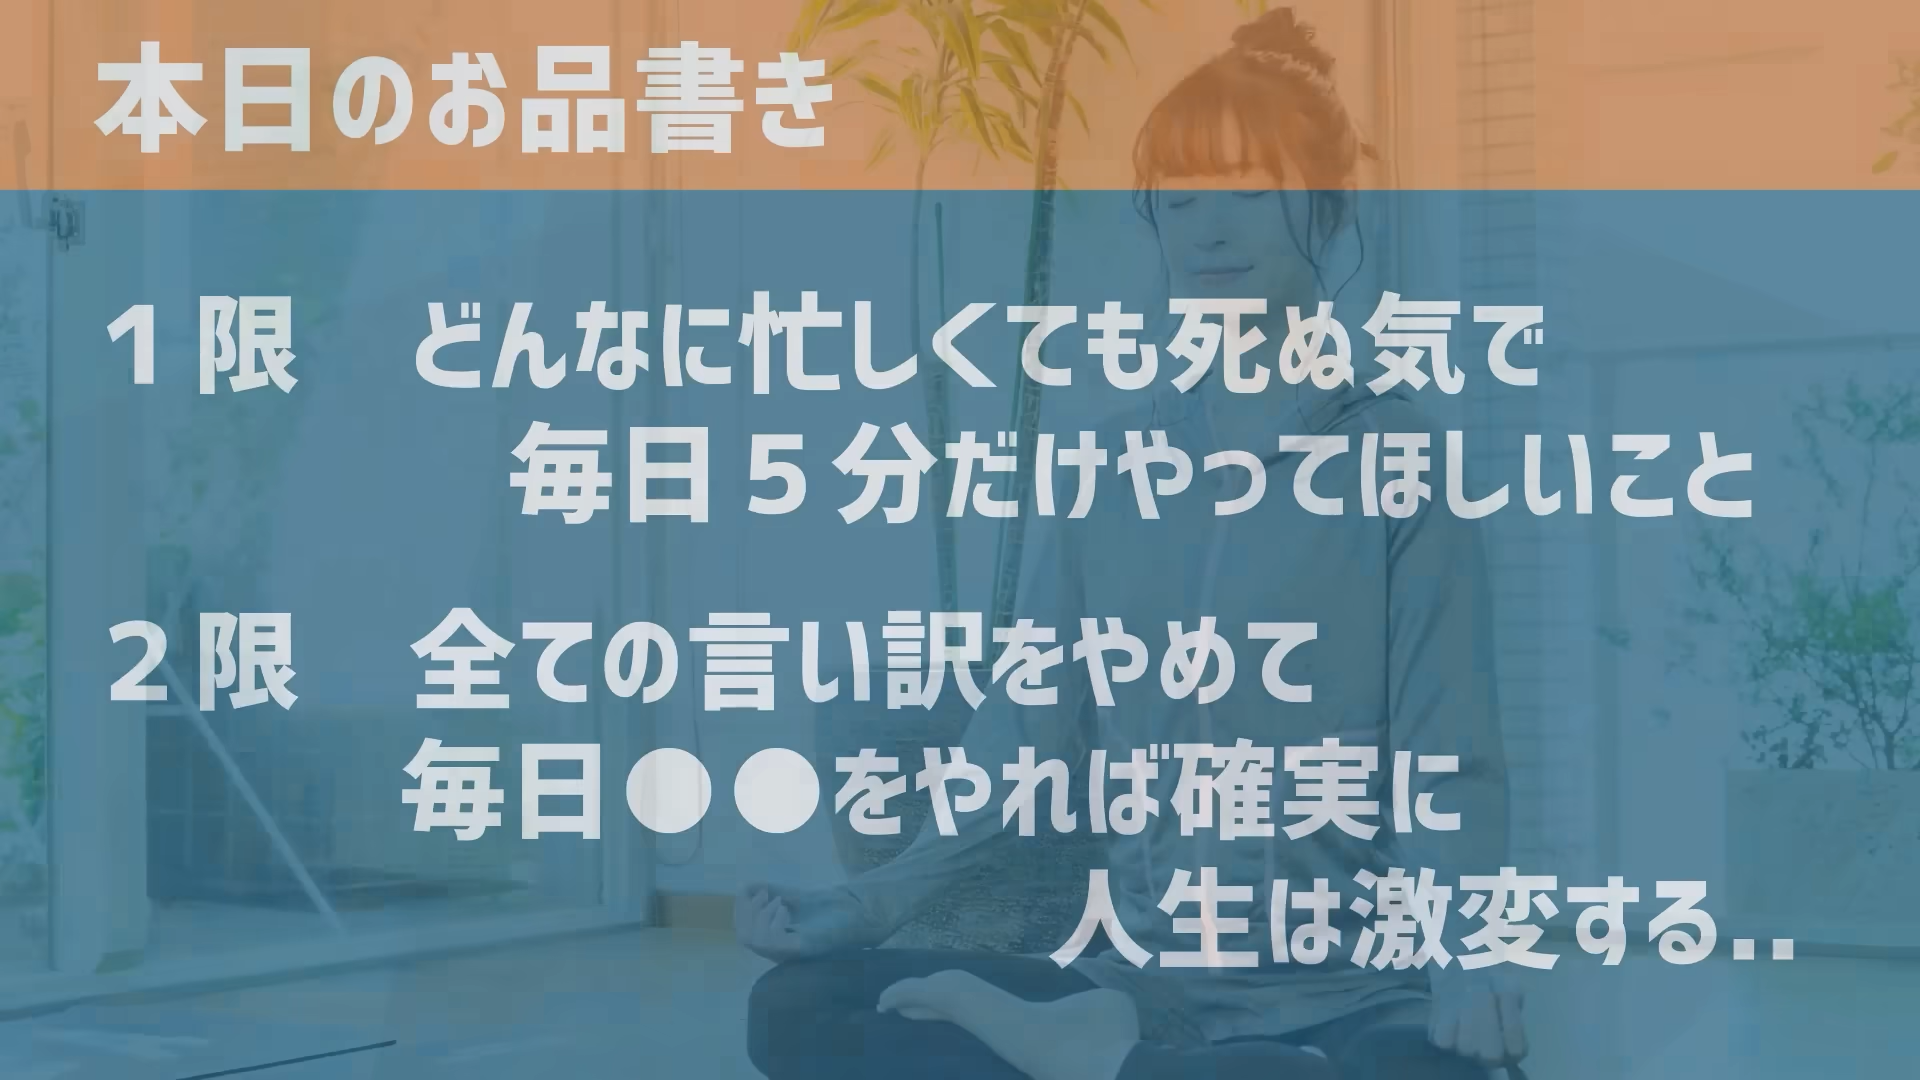 本日のお品書き
１限　どんなに忙しくても死ぬ気で
毎日５分だけやってほしいこと
２限　全ての言い訳をやめて
毎日●●をやれば確実に
人生は激変する..